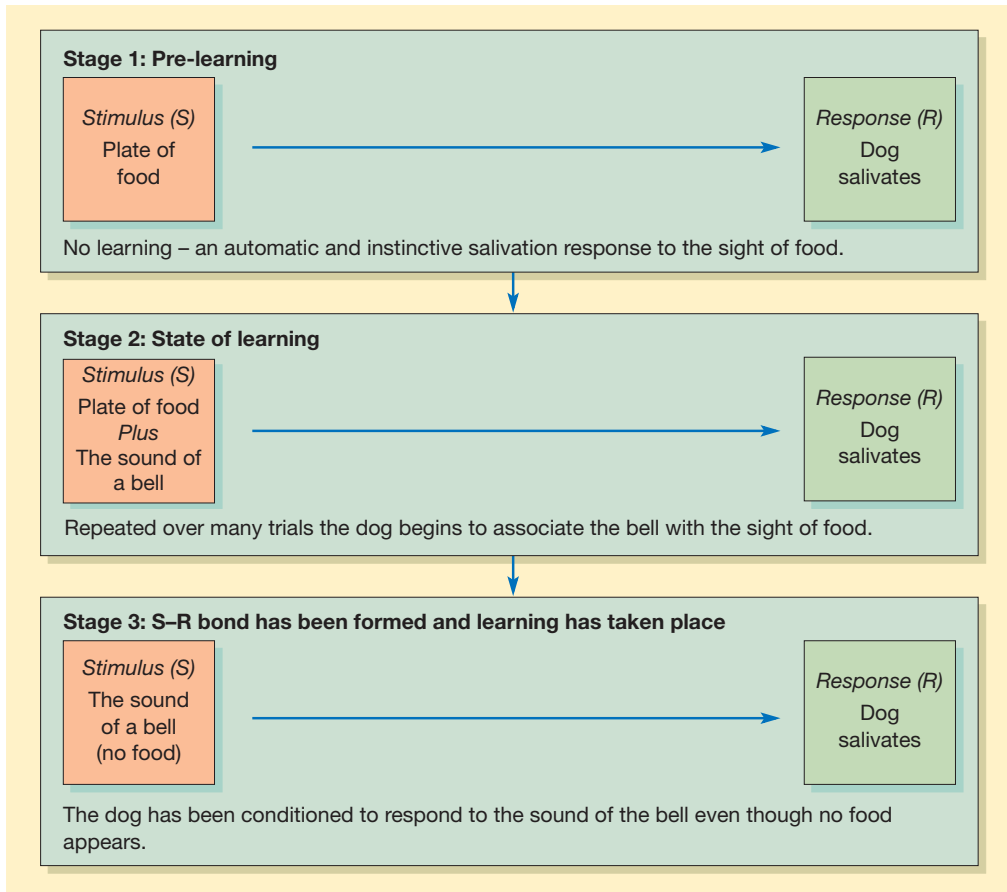 Stage 1: Pre-learning
Stimulus (S)
Plate of
food
Response (R)
Dog
salivates
No learning – an automatic and instinctive salivation response to the sight of food.
Stage 2: State of learning
Stimulus (S)
Plate of food
Plus
The sound of
a bell
Response (R)
Dog
salivates
Repeated over many trials the dog begins to associate the bell with the sight of food.
Stage 3: S–R bond has been formed and learning has taken place
Stimulus (S)
The sound
of a bell
(no food)
Response (R)
Dog
salivates
The dog has been conditioned to respond to the sound of the bell even though no food
appears.